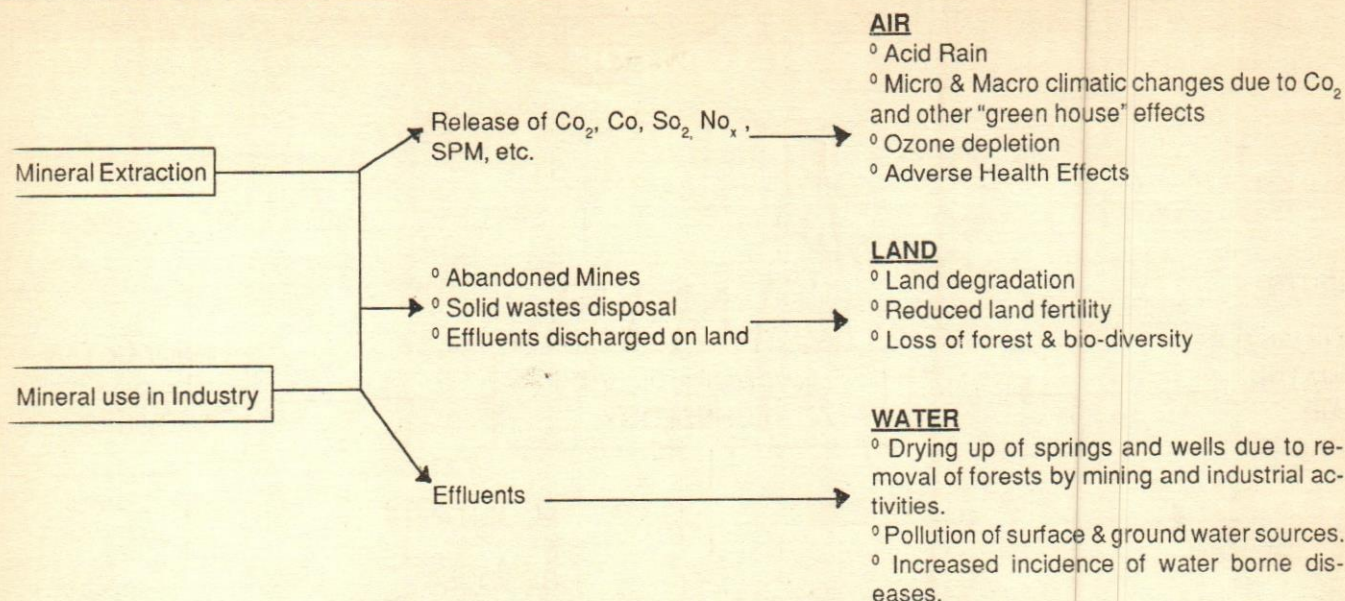 Mineral Extraction
Mineral use in Industry
Release of Co₂, Co, So₂, Noₓ ,
SPM, etc.
º Abandoned Mines
º Solid wastes disposal
º Effluents discharged on land
Effluents
AIR
º Acid Rain
º Micro & Macro climatic changes due to Co₂
and other "green house" effects
º Ozone depletion
º Adverse Health Effects
LAND
º Land degradation
º Reduced land fertility
º Loss of forest & bio-diversity
WATER
º Drying up of springs and wells due to re-
moval of forests by mining and industrial ac-
tivities.
º Pollution of surface & ground water sources.
º Increased incidence of water borne dis-
eases.